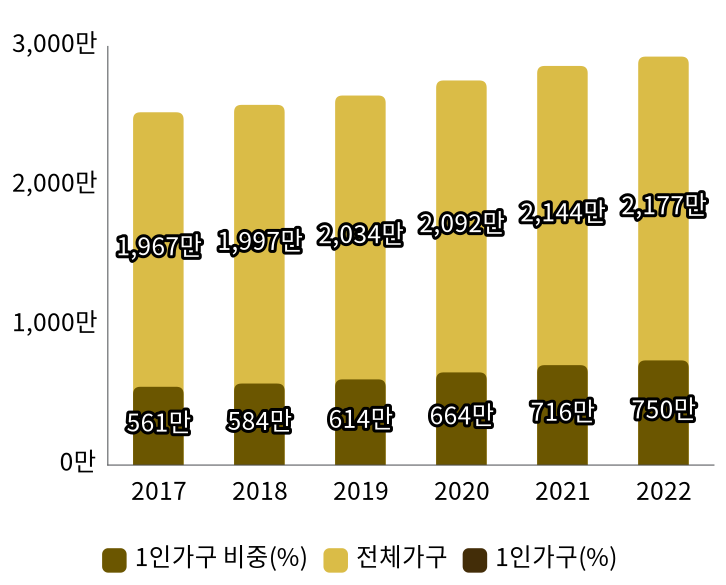 3,000만
2,000만
1,000만
0만
1,967만 1,997만 2,034만 2,092만 2,144만 2,177만
561만 584만 614만 664만 716만 750만
2017 2018 2019 2020 2021 2022
1인가구 비중(%) 전체가구 1인가구(%)